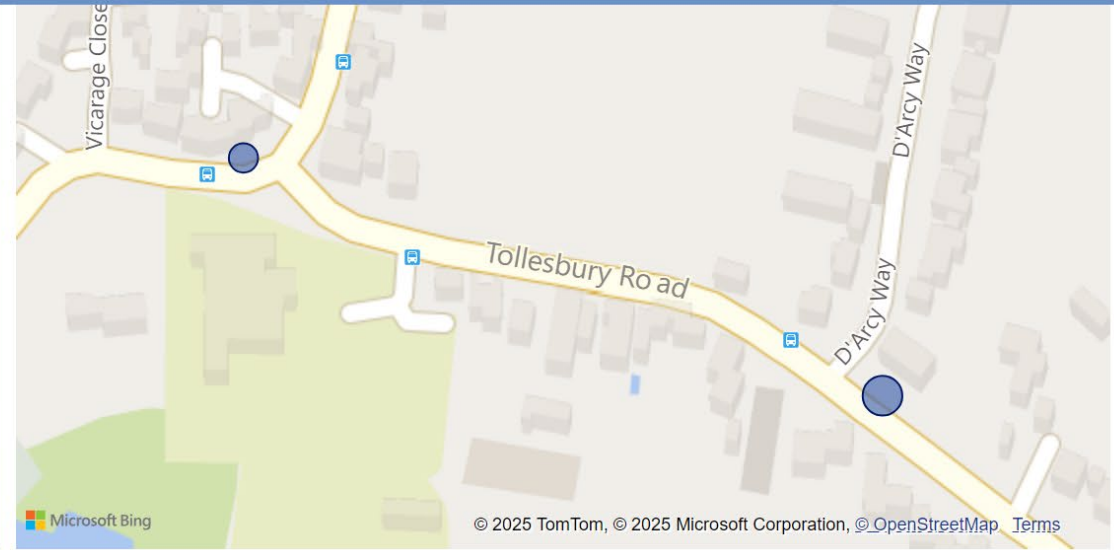 Vicarage Close
D'Arcy Way
Tollesbury Road
D'Arcy Way
Microsoft Bing
© 2025 TomTom, © 2025 Microsoft Corporation, © OpenStreetMap Terms